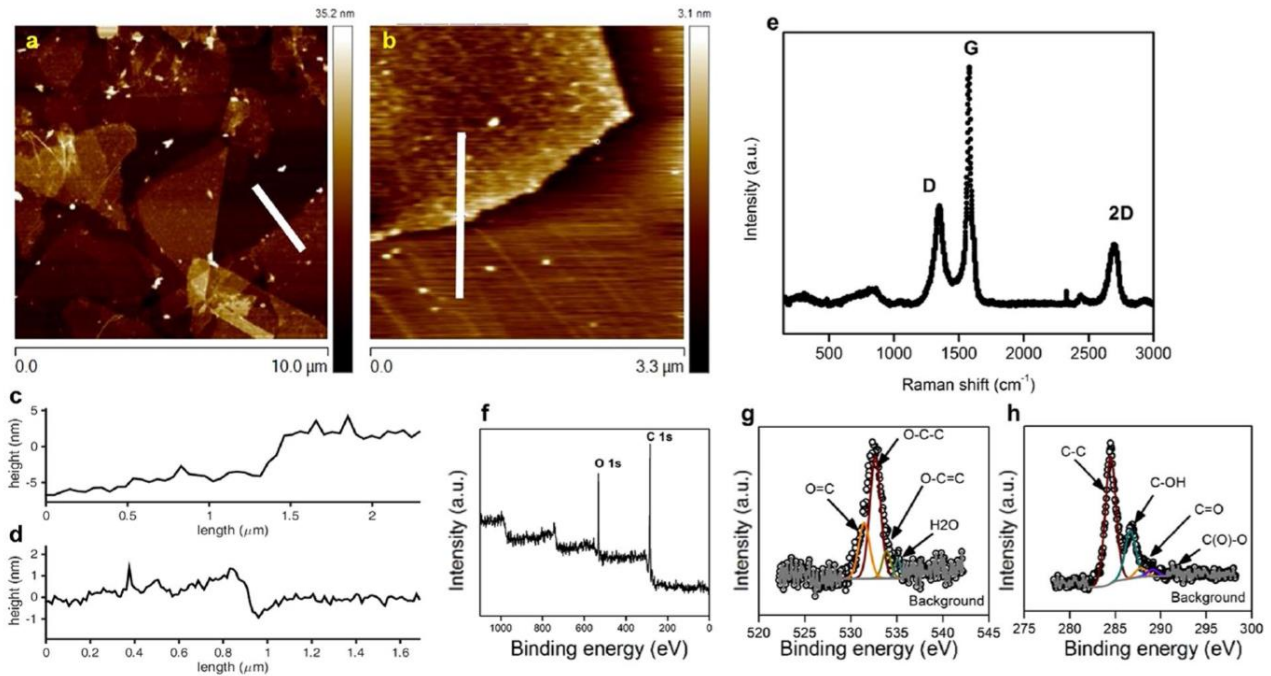 a
35.2 nm
0.0
10.0 μm
b
3.1 nm
0.0
3.3 μm
e
Intensity (a.u.)
D
G
2D
500 1000 1500 2000 2500 3000
Raman shift (cm⁻¹)
c
height (nm)
5
0
-5
0 0.5 1 1.5 2
length (μm)
d
height (nm)
2
1
0
-1
0 0.2 0.4 0.6 0.8 1 1.2 1.4 1.6
length (μm)
f
Intensity (a.u.)
O 1s
C 1s
1000 800 600 400 200 0
Binding energy (eV)
g
Intensity (a.u.)
O-C-C
O=C
O-C=C
H2O
Background
520 525 530 535 540 545
Binding energy (eV)
h
Intensity (a.u.)
C-C
C-OH
C=O
C(O)-O
Background
275 280 285 290 295 300
Binding energy (eV)